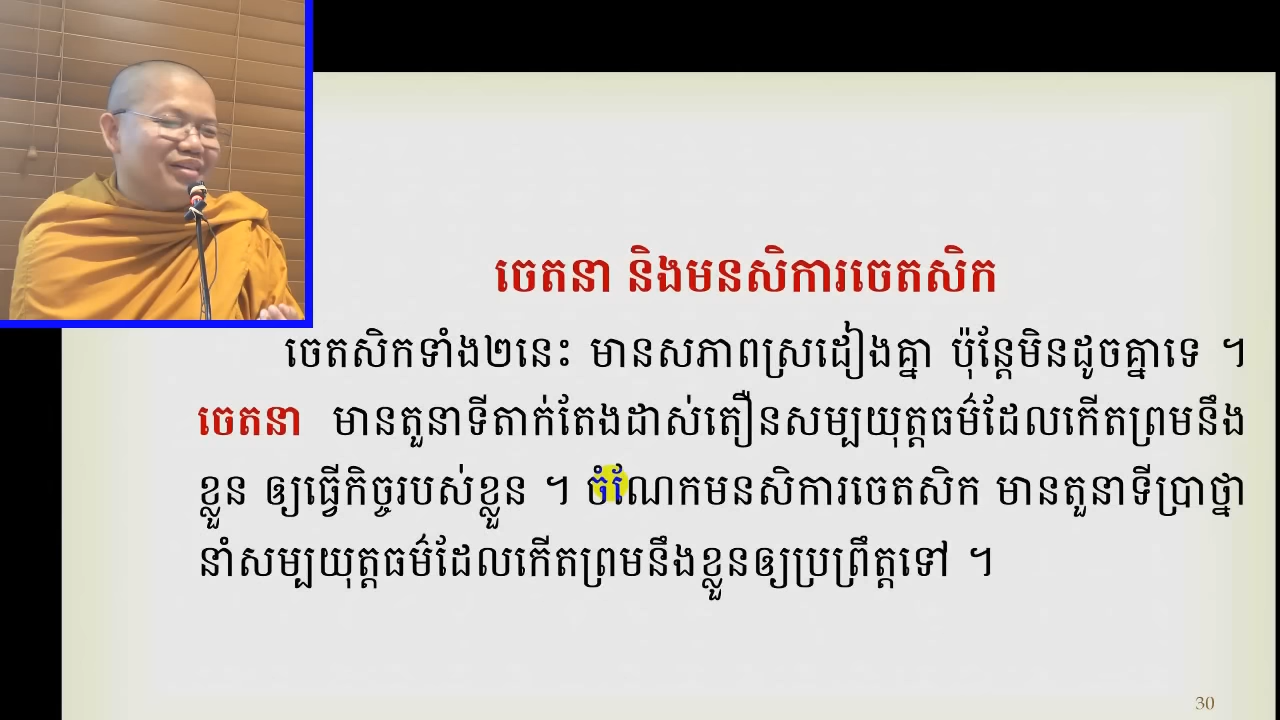 ចេតនា និងមនសិការចេតសិក
ចេតសិកទាំង២នេះ មានសភាពស្រដៀងគ្នា ប៉ុន្តែមិនដូចគ្នាទេ ។
ចេតនា មានតួនាទីតាក់តែងដាស់តឿនសម្បយុត្តធម៌ដែលកើតព្រមនឹង
ខ្លួន ឲ្យធ្វើកិច្ចរបស់ខ្លួន ។ ចំណែកមនសិការចេតសិក មានតួនាទីប្រាថ្នា
នាំសម្បយុត្តធម៌ដែលកើតព្រមនឹងខ្លួនឲ្យប្រព្រឹត្តទៅ ។
30